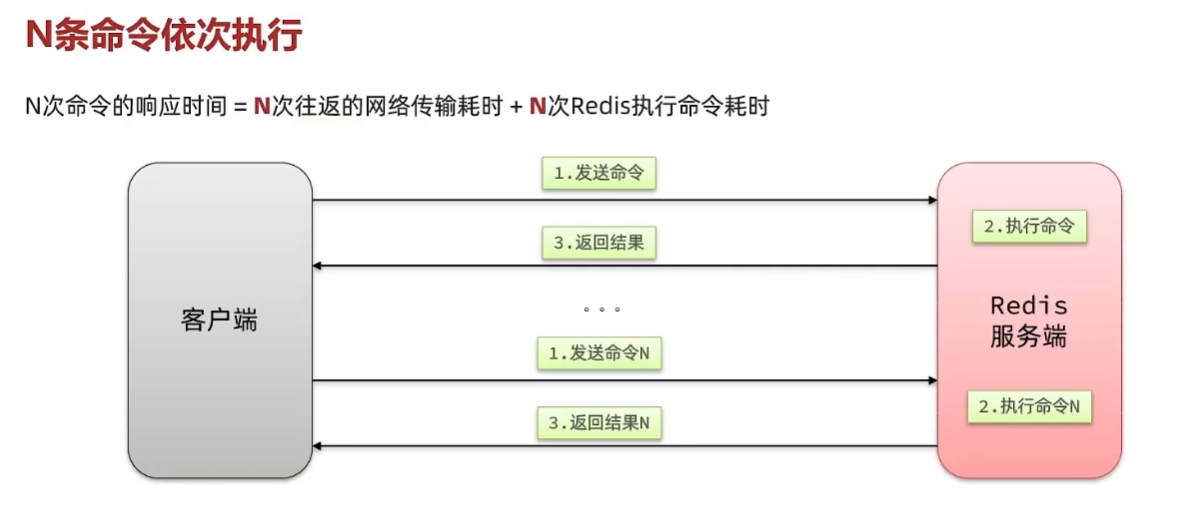 N条命令依次执行
N次命令的响应时间 = N次往返的网络传输耗时 + N次Redis执行命令耗时
1.发送命令
2.执行命令
3.返回结果
客户端
。。。
Redis
服务端
1.发送命令N
2.执行命令N
3.返回结果N